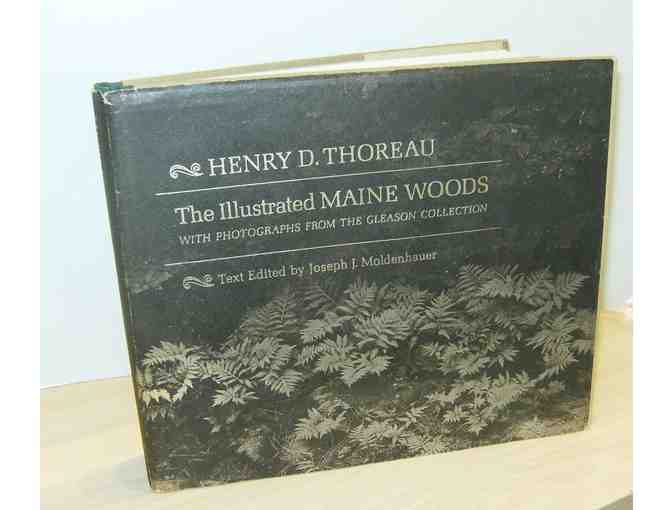 HENRY D. THOREAU
The Illustrated MAINE WOODS
WITH PHOTOGRAPHS FROM THE GLEASON COLLECTION
Text Edited by Joseph J. Moldenhauer